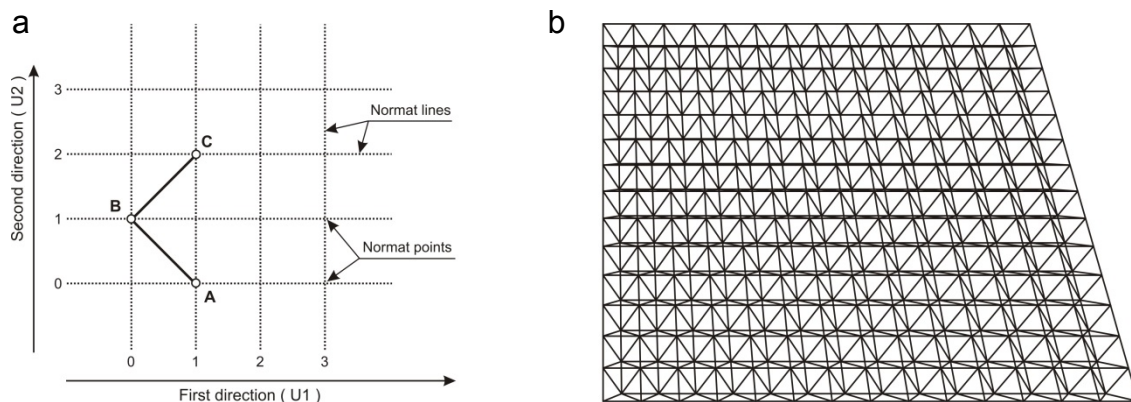 a
b
Second direction ( U2 )
3
2
1
0
Normat lines
Normat points
C
B
A
0
1
2
3
First direction ( U1 )